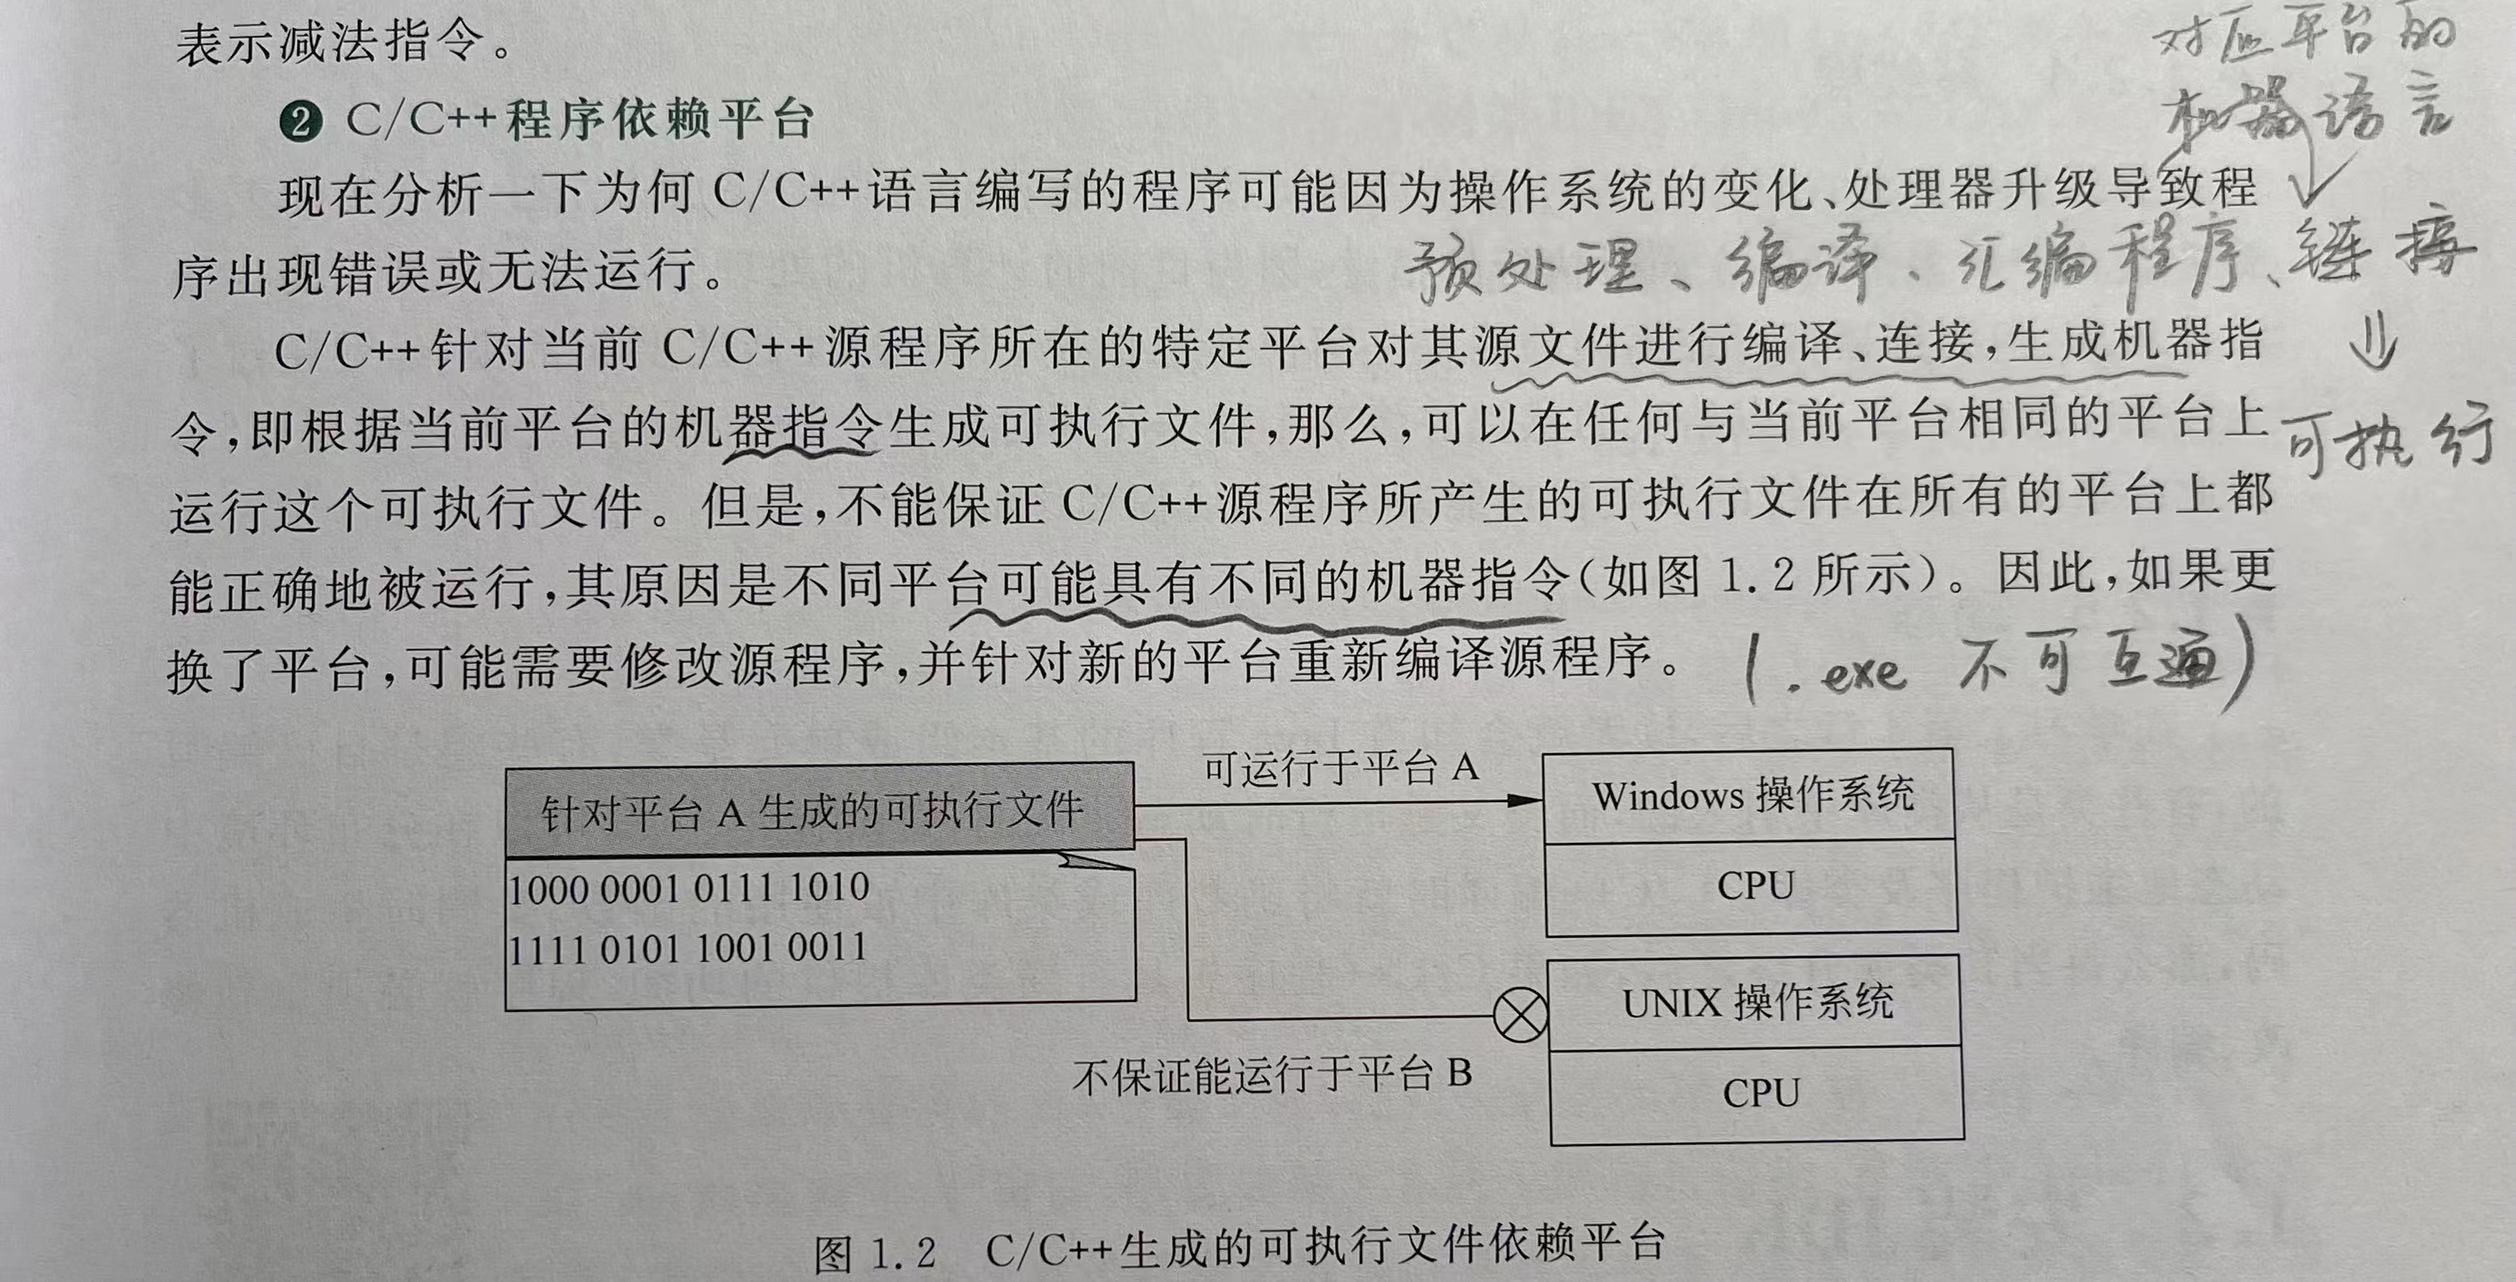 表示减法指令。
对应平台的
机器语言
❷ C/C++程序依赖平台
现在分析一下为何 C/C++语言编写的程序可能因为操作系统的变化、处理器升级导致程
序出现错误或无法运行。
预处理、编译、汇编程序、链接
C/C++针对当前 C/C++源程序所在的特定平台对其源文件进行编译、连接,生成机器指
令,即根据当前平台的机器指令生成可执行文件,那么,可以在任何与当前平台相同的平台上
可执行
运行这个可执行文件。但是,不能保证 C/C++源程序所产生的可执行文件在所有的平台上都
能正确地被运行,其原因是不同平台可能具有不同的机器指令(如图 1.2 所示)。因此,如果更
换了平台,可能需要修改源程序,并针对新的平台重新编译源程序。
(.exe 不可互通)
针对平台 A 生成的可执行文件
1000 0001 0111 1010
1111 0101 1001 0011
可运行于平台 A
Windows 操作系统
CPU
不保证能运行于平台 B
UNIX 操作系统
CPU
图 1.2 C/C++生成的可执行文件依赖平台